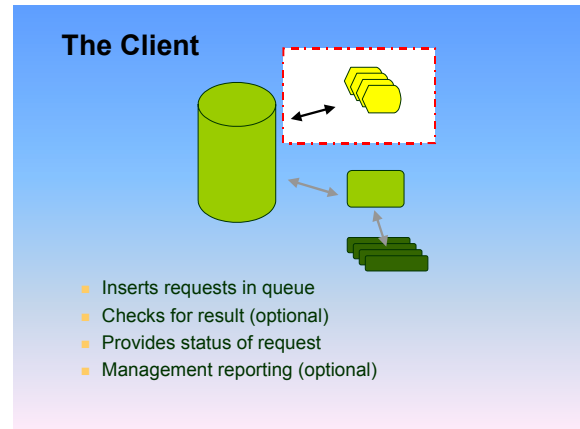 The Client
Inserts requests in queue
Checks for result (optional)
Provides status of request
Management reporting (optional)